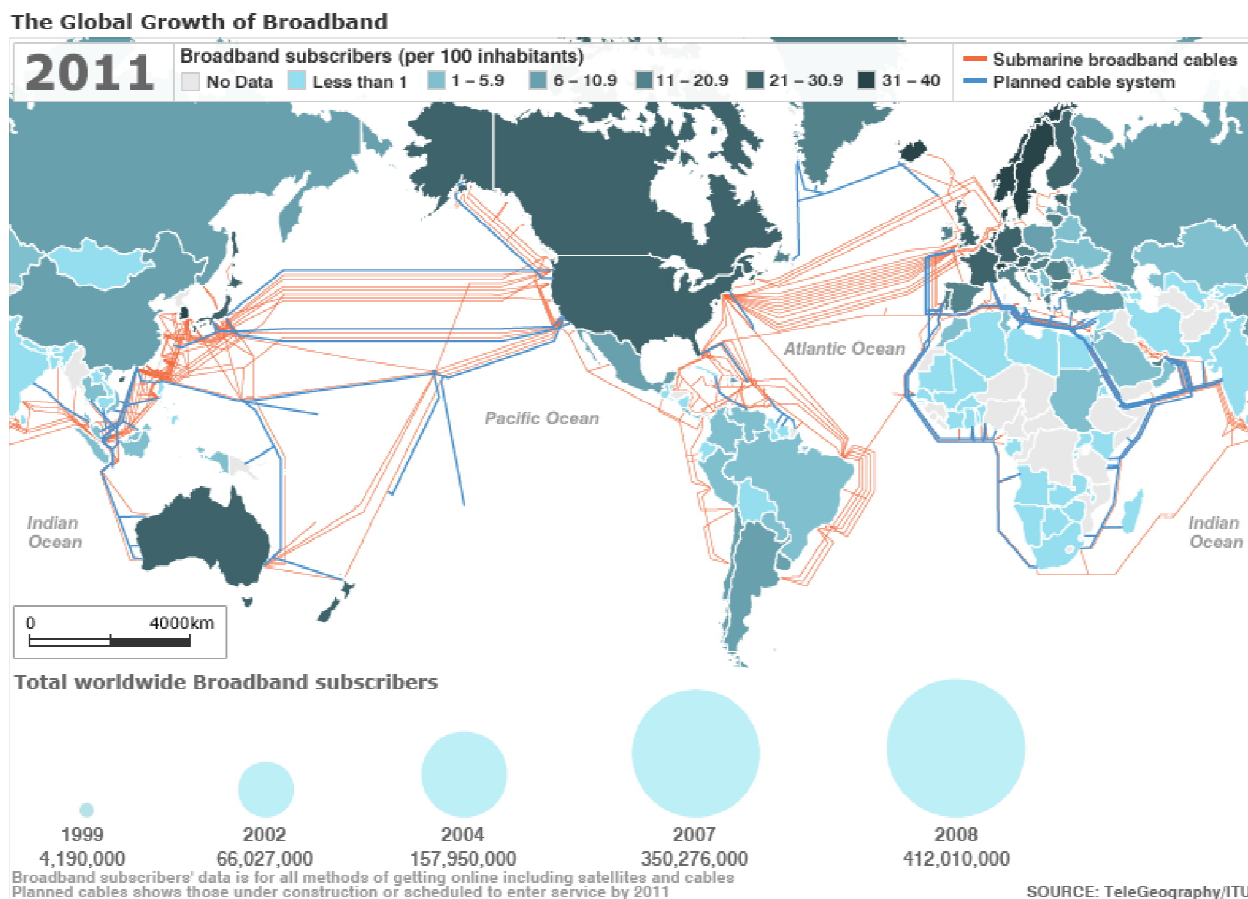 The Global Growth of Broadband
2011
Broadband subscribers (per 100 inhabitants)
No Data
Less than 1
1 – 5.9
6 – 10.9
11 – 20.9
21 – 30.9
31 – 40
Submarine broadband cables
Planned cable system
Atlantic Ocean
Pacific Ocean
Indian
Ocean
Indian
Ocean
0 4000km
Total worldwide Broadband subscribers
1999
2002
2004
2007
2008
4,190,000
66,027,000
157,950,000
350,276,000
412,010,000
Broadband subscribers' data is for all methods of getting online including satellites and cables
Planned cables shows those under construction or scheduled to enter service by 2011
SOURCE: TeleGeography/ITU